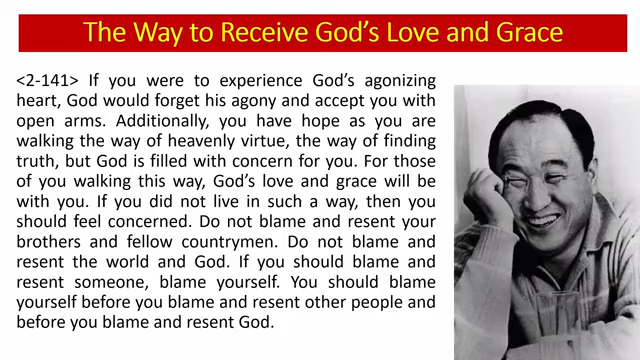 The Way to Receive God's Love and Grace
<2-141> If you were to experience God's agonizing
heart, God would forget his agony and accept you with
open arms. Additionally, you have hope as you are
walking the way of heavenly virtue, the way of finding
truth, but God is filled with concern for you. For those
of you walking this way, God's love and grace will be
with you. If you did not live in such a way, then you
should feel concerned. Do not blame and resent your
brothers and fellow countrymen. Do not blame and
resent the world and God. If you should blame and
resent someone, blame yourself. You should blame
yourself before you blame and resent other people and
before you blame and resent God.